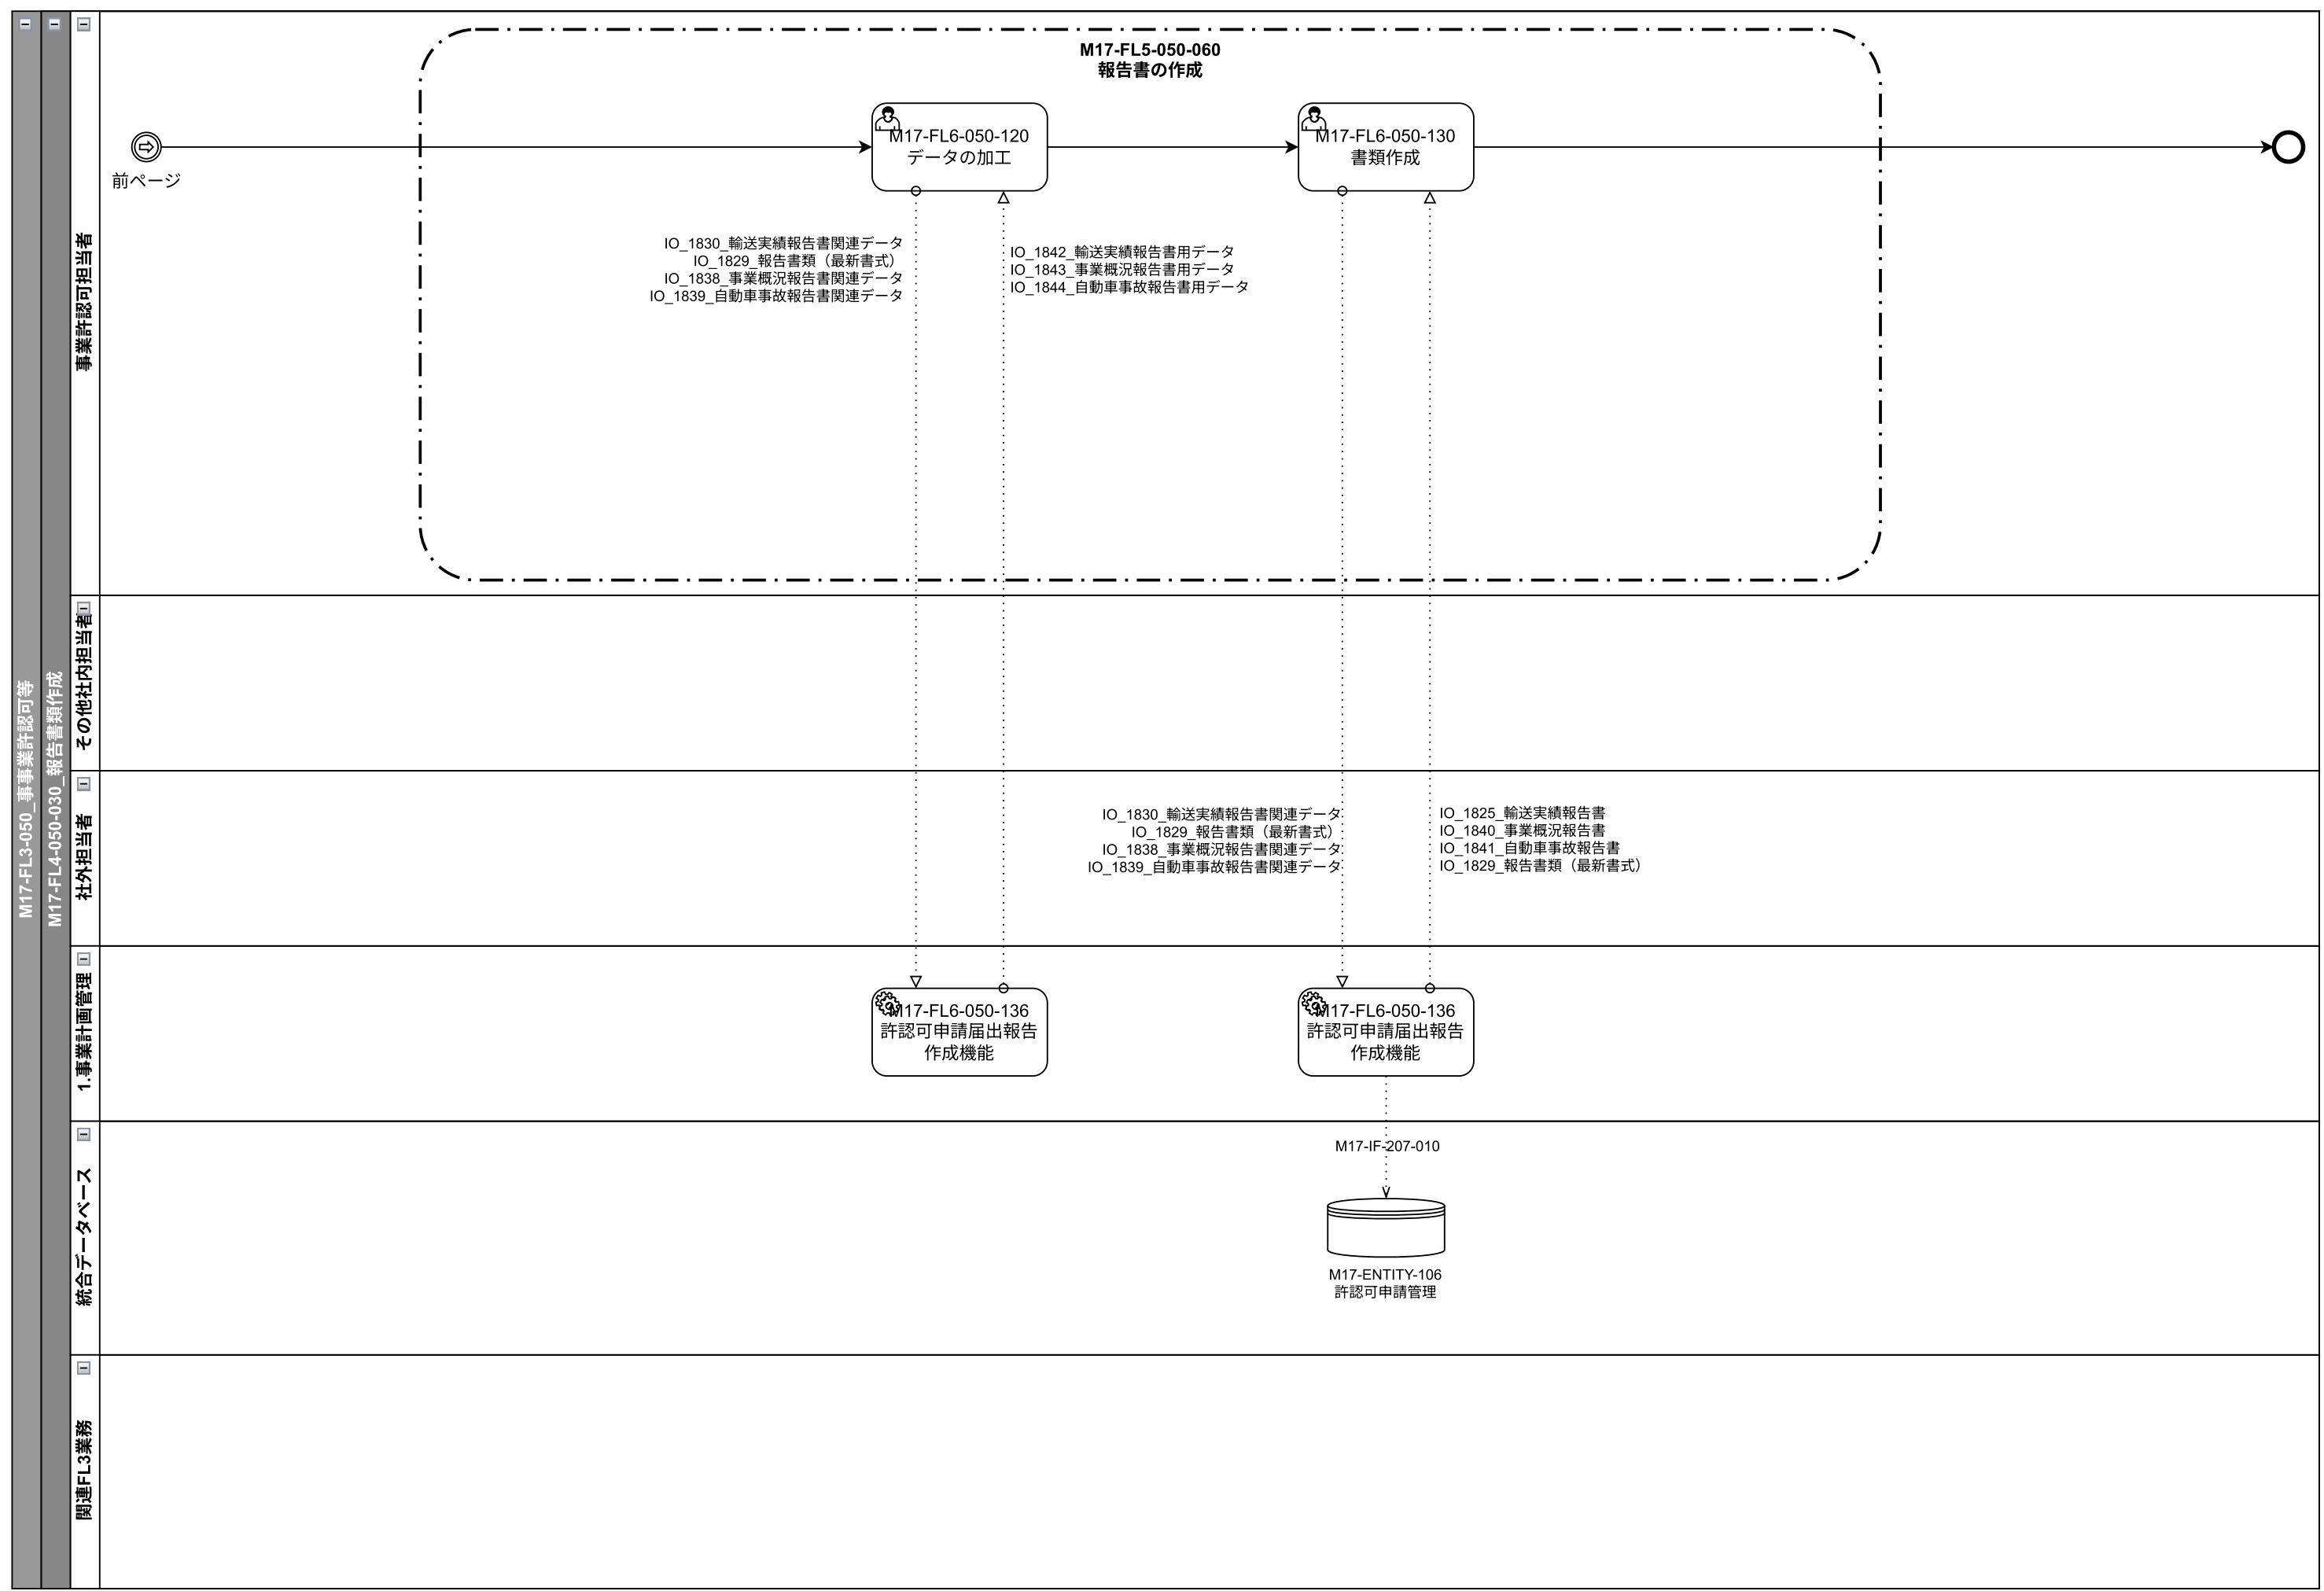 M17-FL3-050_事事業許認可等
M17-FL4-050-030_報告書類作成
事業許認可担当者
M17-FL5-050-060
報告書の作成
前ページ
M17-FL6-050-120
データの加工
M17-FL6-050-130
書類作成
IO_1830_輸送実績報告書関連データ
IO_1829_報告書類（最新書式）
IO_1838_事業概況報告書関連データ
IO_1839_自動車事故報告書関連データ
IO_1842_輸送実績報告書用データ
IO_1843_事業概況報告書用データ
IO_1844_自動車事故報告書用データ
その他社内担当者
社外担当者
IO_1830_輸送実績報告書関連データ
IO_1829_報告書類（最新書式）
IO_1838_事業概況報告書関連データ
IO_1839_自動車事故報告書関連データ
IO_1825_輸送実績報告書
IO_1840_事業概況報告書
IO_1841_自動車事故報告書
IO_1829_報告書類（最新書式）
1.事業計画管理
M17-FL6-050-136
許認可申請届出報告
作成機能
M17-FL6-050-136
許認可申請届出報告
作成機能
統合データベース
M17-IF-207-010
M17-ENTITY-106
許認可申請管理
関連FL3業務